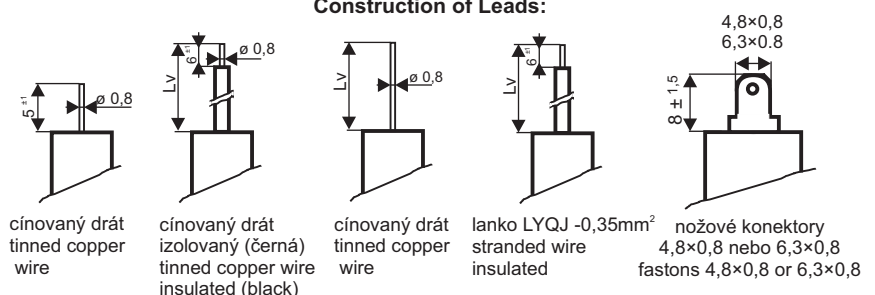 Construction of Leads:
5 ±1
ø 0,8
Lv
6 ±1
ø 0,8
Lv
ø 0,8
Lv
6 ±1
4,8×0,8
6,3×0.8
8 ± 1,5
cínovaný drát
tinned copper
wire
cínovaný drát
izolovaný (černá)
tinned copper wire
insulated (black)
cínovaný drát
tinned copper
wire
lanko LYQJ -0,35mm²
stranded wire
insulated
nožové konektory
4,8×0,8 nebo 6,3×0,8
fastons 4,8×0,8 or 6,3×0,8